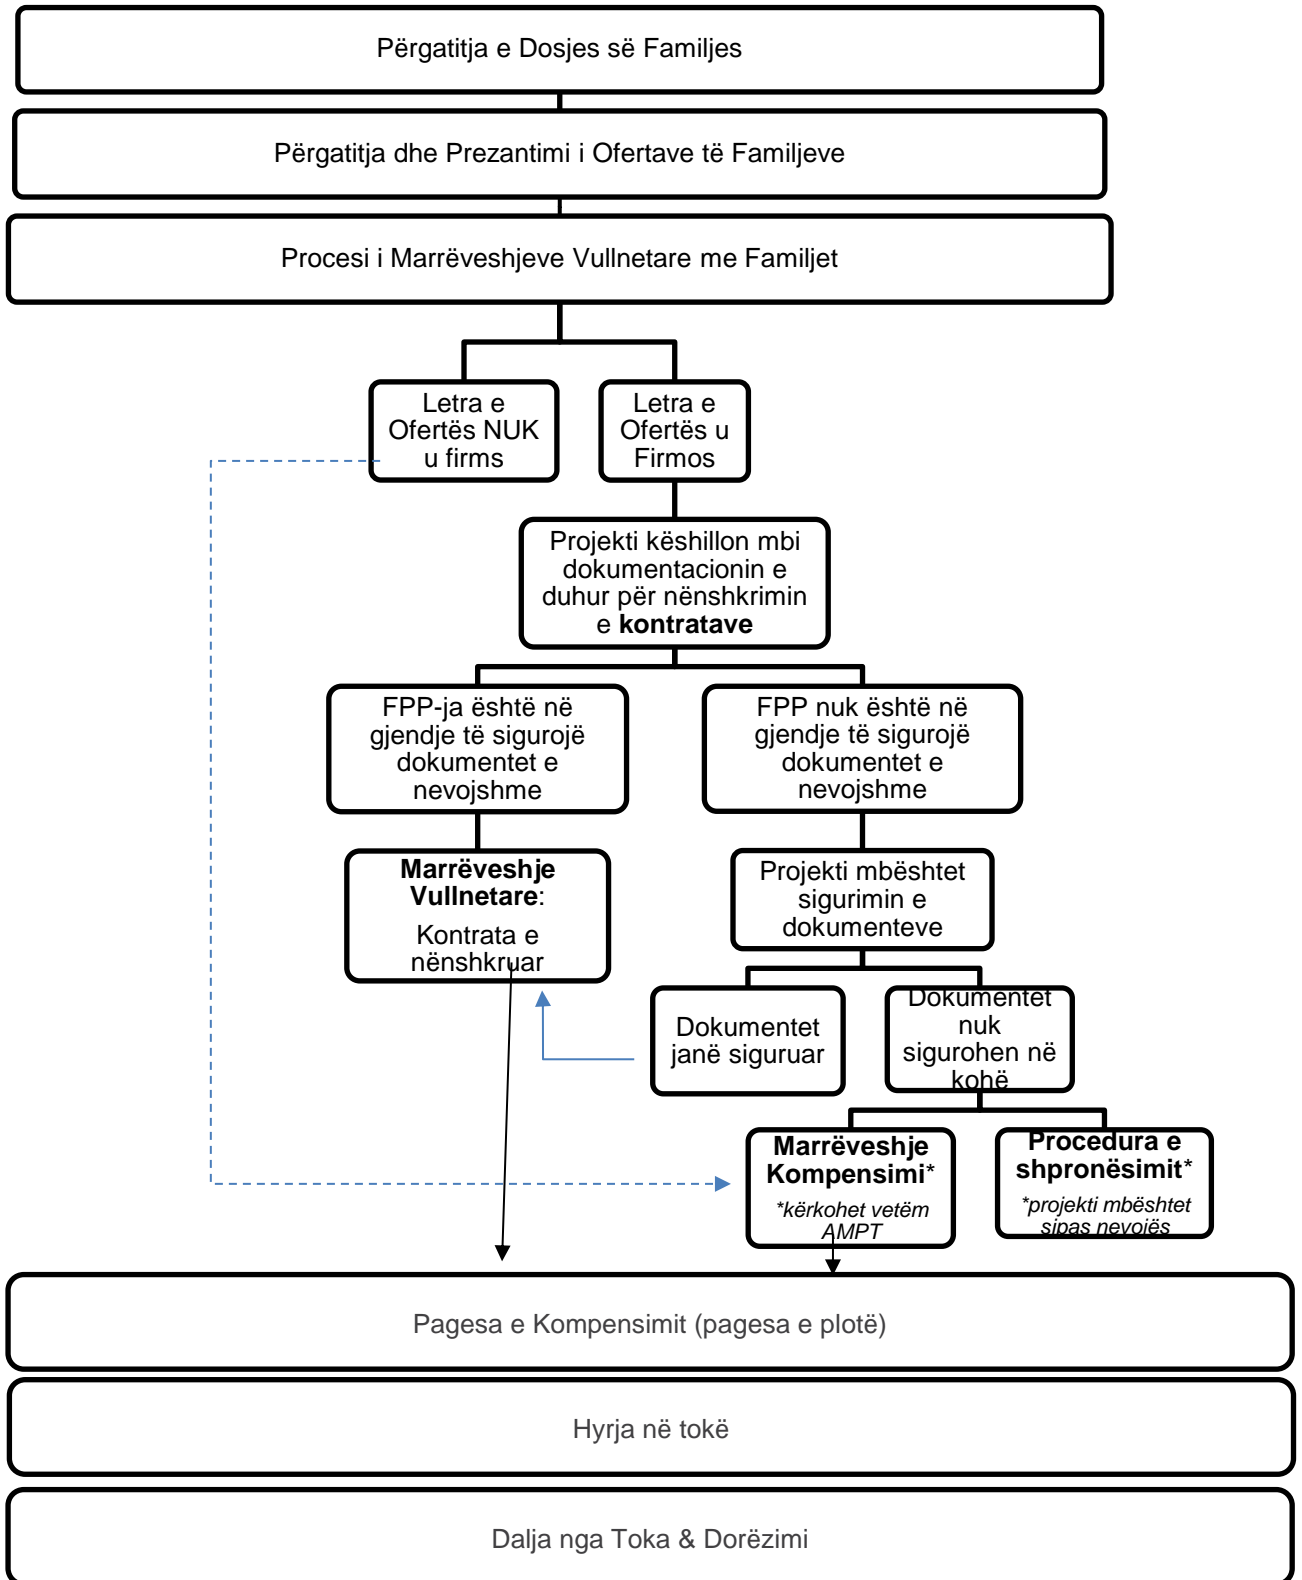 Përgatitja e Dosjes së Familjes
Përgatitja dhe Prezantimi i Ofertave të Familjeve
Procesi i Marrëveshjeve Vullnetare me Familjet
Letra e
Ofertës NUK
u firms
Letra e
Ofertës u
Firmos
Projekti këshillon mbi
dokumentacionin e
duhur për nënshkrimin
e kontratave
FPP-ja është në
gjendje të sigurojë
dokumentet e
nevojshme
FPP nuk është në
gjendje të sigurojë
dokumentet e
nevojshme
Marrëveshje
Vullnetare:
Kontrata e
nënshkruar
Projekti mbështet
sigurimin e
dokumenteve
Dokumentet
janë siguruar
Dokumentet
nuk
sigurohen në
kohë
Marrëveshje
Kompensimi*
*kërkohet vetëm
AMPT
Procedura e
shpronësimit*
*projekti mbështet
sipas nevojës
Pagesa e Kompensimit (pagesa e plotë)
Hyrja në tokë
Dalja nga Toka & Dorëzimi